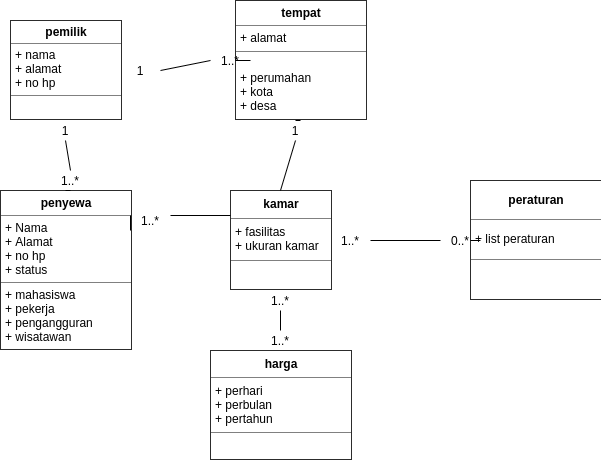 pemilik
+ nama
+ alamat
+ no hp
1
1..*
tempat
+ alamat
+ perumahan
+ kota
+ desa
1
1..*
1
penyewa
+ Nama
+ Alamat
+ no hp
+ status
+ mahasiswa
+ pekerja
+ pengangguran
+ wisatawan
1..*
kamar
+ fasilitas
+ ukuran kamar
1..*
0..*
peraturan
+ list peraturan
1..*
1..*
harga
+ perhari
+ perbulan
+ pertahun